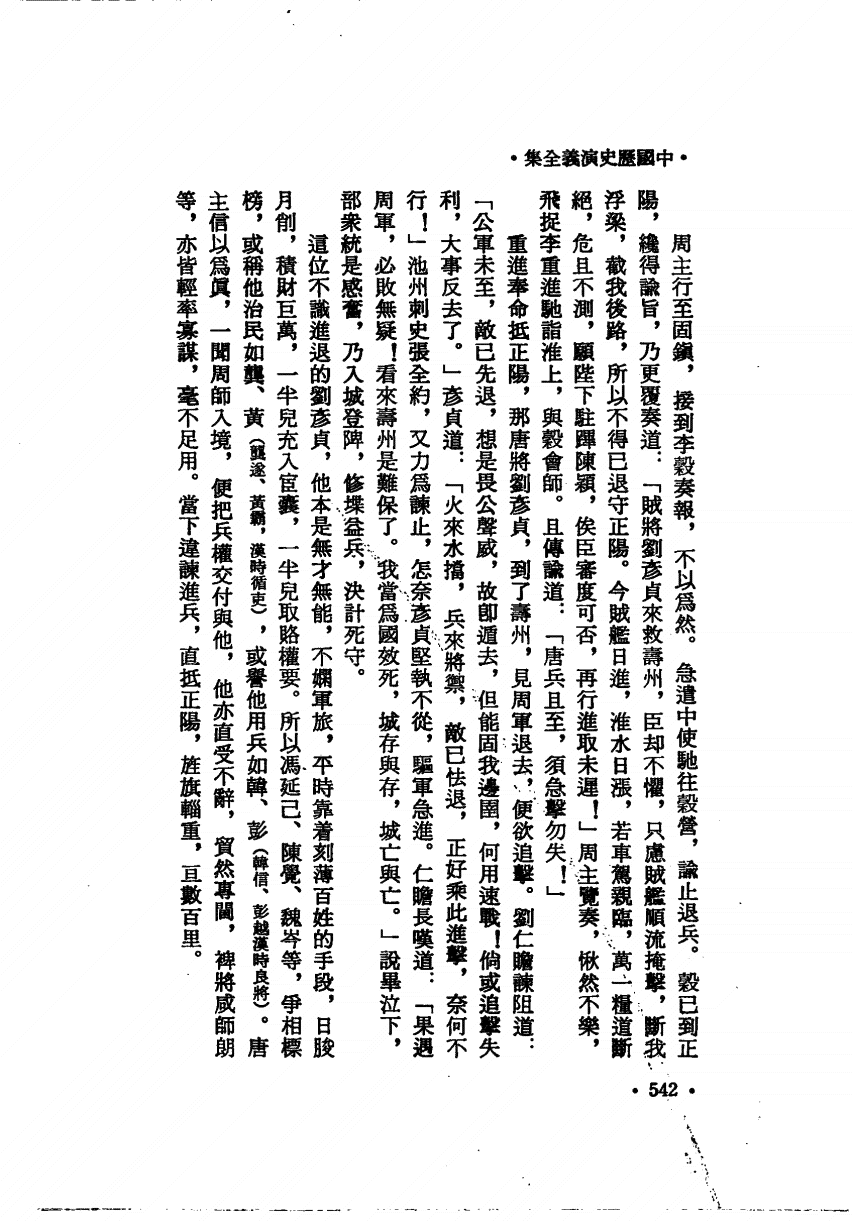 •中國歷史演義全集•
周主行至固鎮，接到李穀奏報，不以爲然。急遣中使馳往穀營，諭止退兵。穀已到正
陽，纔得諭旨，乃更覆奏道：「賊將劉彥貞來救壽州，臣却不懼，只慮賊艦順流掩擊，斷我
浮梁，截我後路，所以不得已退守正陽。今賊艦日進，淮水日漲，若車駕親臨，萬一糧道斷
絕，危且不測，願陛下駐蹕陳潁，俟臣審度可否，再行進取未遲！」周主覽奏，愀然不樂，
飛捉李重進馳詣淮上，與穀會師。且傳諭道：「唐兵且至，須急擊勿失！」
重進奉命抵正陽，那唐將劉彥貞，到了壽州，見周軍退去，便欲追擊。劉仁贍諫阻道：
「公軍未至，敵已先退，想是畏公聲威，故卽遁去，但能固我邊圉，何用速戰！倘或追擊失
利，大事反去了。」彥貞道：「火來水擋，兵來將禦，敵已怯退，正好乘此進擊，奈何不
行！」池州刺史張全約，又力爲諫止，怎奈彥貞堅執不從，驅軍急進。仁贍長嘆道：「果遇
周軍，必敗無疑！看來壽州是難保了。我當爲國效死，城存與存，城亡與亡。」說畢泣下，
部衆統是感奮，乃入城登陴，修堞益兵，決計死守。
這位不識進退的劉彥貞，他本是無才無能，不嫻軍旅，平時靠着刻薄百姓的手段，日朘
月削，積財巨萬，一半兒充入宦囊，一半兒取賂權要。所以馮延己、陳覺、魏岑等，爭相標
榜，或稱他治民如龔、黃（龔遂、黃霸，漢時循吏），或譽他用兵如韓、彭（韓信、彭越漢時良將）。唐
主信以爲眞，一聞周師入境，便把兵權交付與他，他亦直受不辭，貿然專閫，裨將咸師朗
等，亦皆輕率寡謀，毫不足用。當下違諫進兵，直抵正陽，旌旗輜重，亘數百里。
•542•